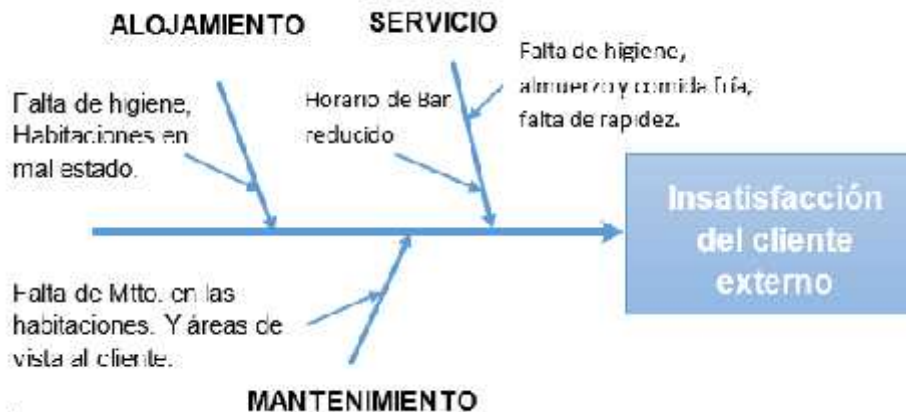 ALOJAMIENTO
SERVICIO
Falta de higiene,
Habitaciones en
mal estado.
Horario de Bar
reducido
Falta de higiene,
almuerzo y comida fría,
falta de rapidez.
Insatisfacción
del cliente
externo
Falta de Mtto. en las
habitaciones. Y áreas de
vista al cliente.
MANTENIMIENTO